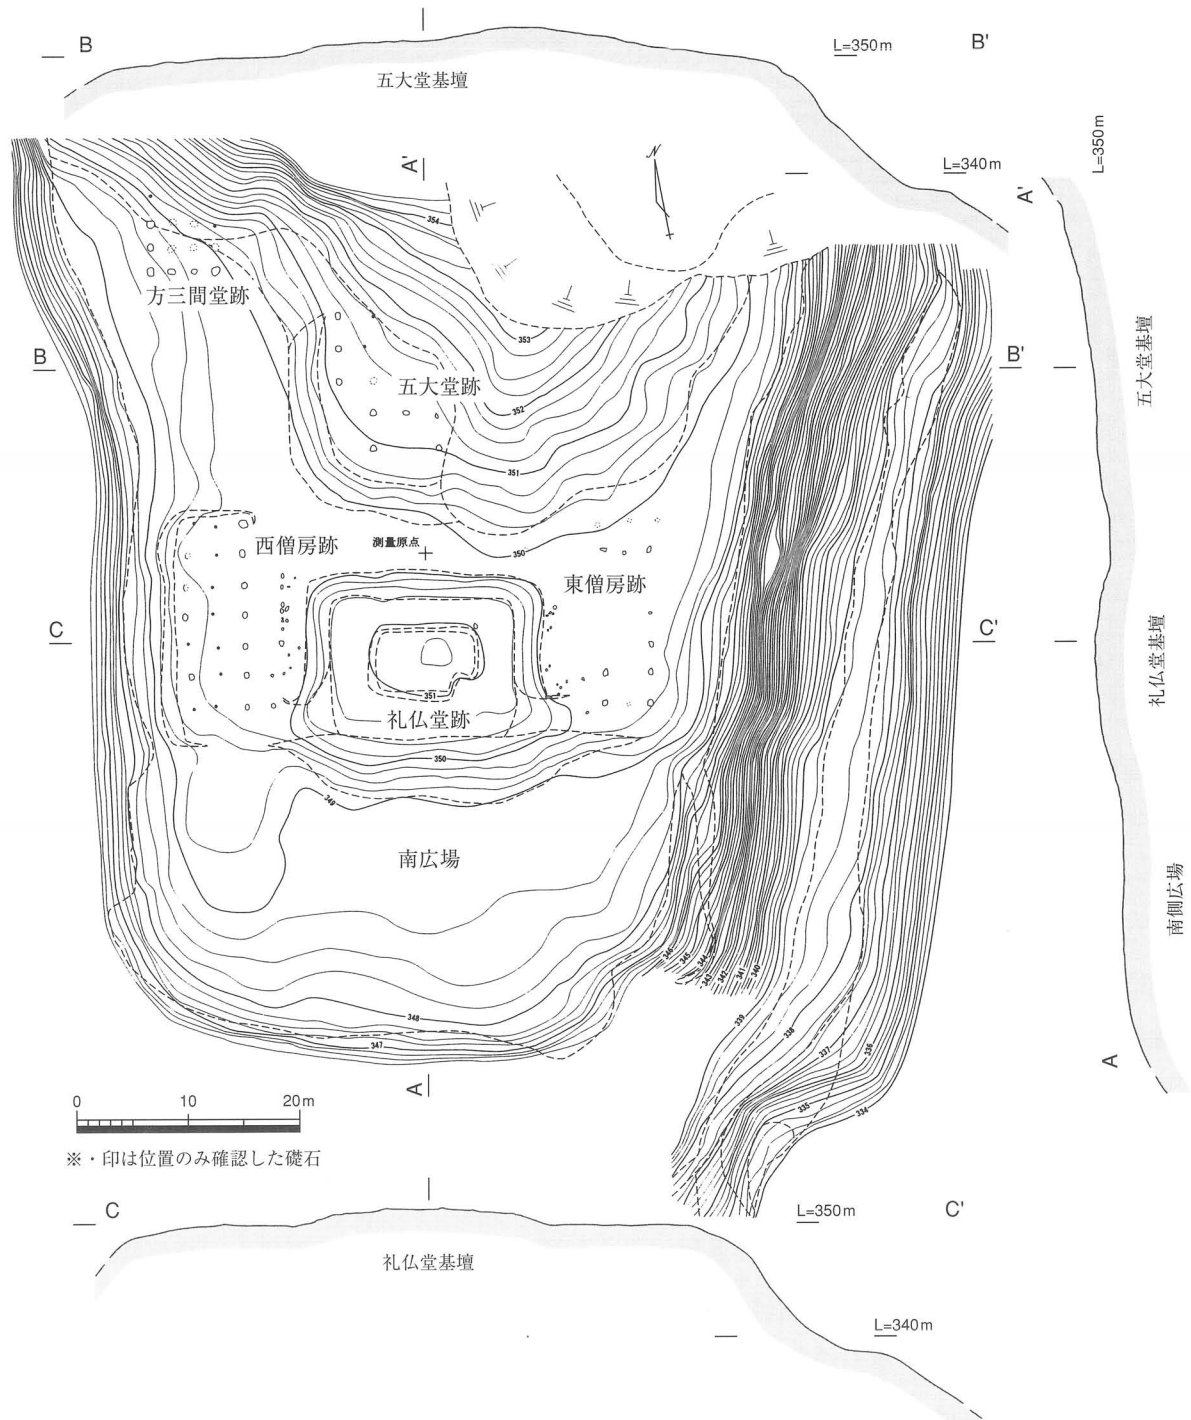 B
L=350m
B'
五大堂基壇
L=350m
A'
N
L=340m
A'
354
方三間堂跡
353
五大堂基壇
B
B'
五大堂跡
352
351
西僧房跡
測量原点
350
東僧房跡
C
C'
礼仏堂基壇
351
礼仏堂跡
350
349
南広場
南側広場
346
345
344
343
342
341
340
348
339
338
347
337
336
A
A
335
334
0 10 20m
※・印は位置のみ確認した礎石
C
L=350m
C'
礼仏堂基壇
L=340m